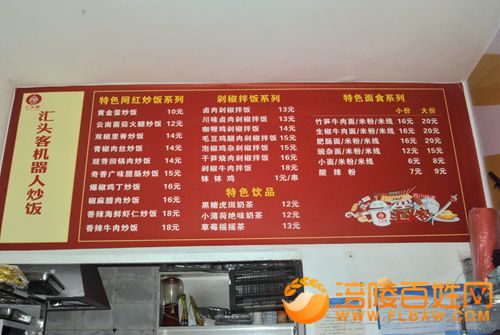 汇头客
汇头客机器人炒饭
特色网红炒饭系列
黄金蛋炒饭 10元
云南菌菇火腿炒饭 12元
双椒里脊炒饭 14元
青椒肉丝炒饭 14元
豉香回锅肉炒饭 16元
奇香广味腊肠炒饭 15元
爆椒鸡丁炒饭 16元
椒麻腊肉炒饭 16元
香辣海鲜虾仁炒饭 18元
香辣牛肉炒饭 18元
剁椒拌饭系列
卤肉剁椒拌饭 13元
川味卤肉剁椒拌饭 14元
咖喱鸡剁椒拌饭 14元
毛豆鸡腿肉剁椒拌饭 14元
泡椒鸡杂剁椒拌饭 15元
干笋烧肉剁椒拌饭 16元
牛肉剁椒拌饭 16元
钵钵鸡 1元/串
特色饮品
黑糖虎斑奶茶 12元
小薄荷绝味奶茶 12元
草莓摇摇茶 13元
特色面食系列
小份 大份
竹笋牛肉面/米粉/米线 16元 20元
生椒牛肉面/米粉/米线 16元 20元
肥肠面/米粉/米线 16元 20元
豌杂面/米粉/米线 12元 15元
小面/米粉/米线 6元 8元
酸辣粉 7元 9元
涪陵百姓网
FLBXW.COM